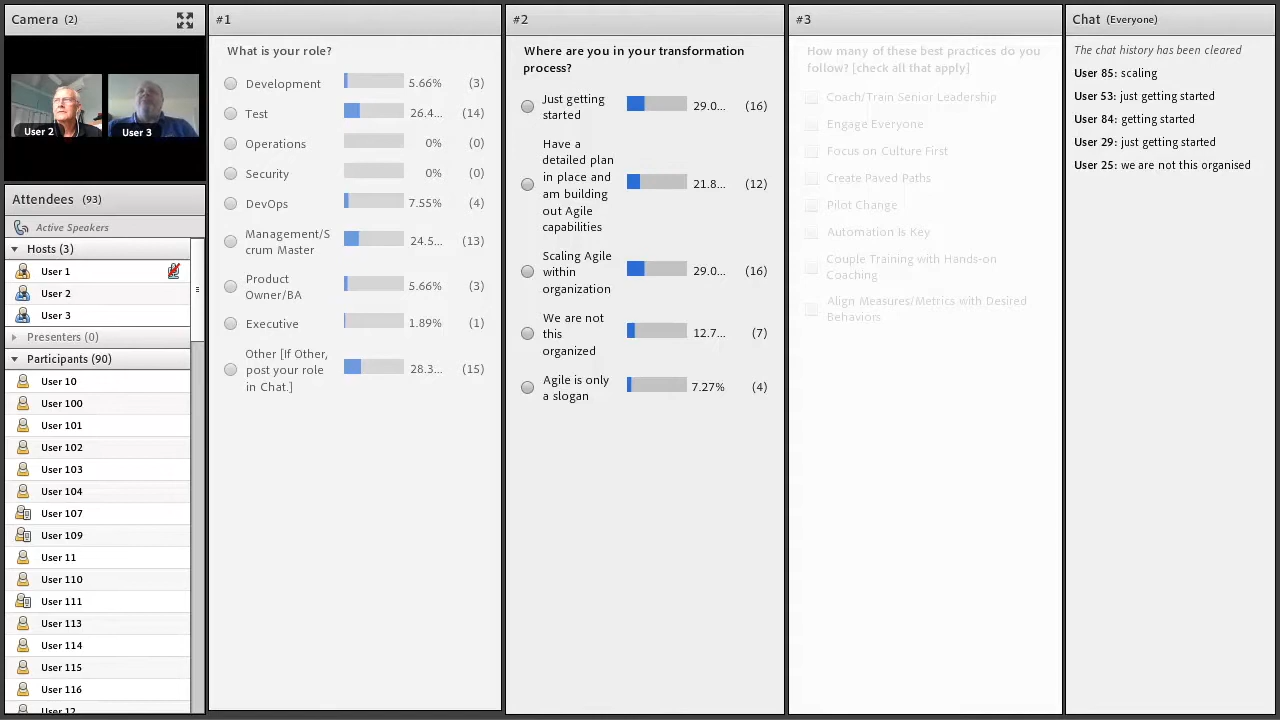 Camera (2)
User 2
User 3
Attendees (93)
Active Speakers
Hosts (3)
User 1
User 2
User 3
Presenters (0)
Participants (90)
User 10
User 100
User 101
User 102
User 103
User 104
User 107
User 109
User 11
User 110
User 111
User 113
User 114
User 115
User 116
User 12
#1
What is your role?
Development 5.66% (3)
Test 26.4... (14)
Operations 0% (0)
Security 0% (0)
DevOps 7.55% (4)
Management/S
crum Master 24.5... (13)
Product
Owner/BA 5.66% (3)
Executive 1.89% (1)
Other [If Other,
post your role 28.3... (15)
in Chat.]
#2
Where are you in your transformation
process?
Just getting
started 29.0... (16)
Have a
detailed plan
in place and
am building 21.8... (12)
out Agile
capabilities
Scaling Agile
within 29.0... (16)
organization
We are not
this 12.7... (7)
organized
Agile is only
a slogan 7.27% (4)
#3
How many of these best practices do you
follow? [check all that apply]
Coach/Train Senior Leadership
Engage Everyone
Focus on Culture First
Create Paved Paths
Pilot Change
Automation Is Key
Couple Training with Hands-on
Coaching
Align Measures/Metrics with Desired
Behaviors
Chat (Everyone)
The chat history has been cleared
User 85: scaling
User 53: just getting started
User 84: getting started
User 29: just getting started
User 25: we are not this organised